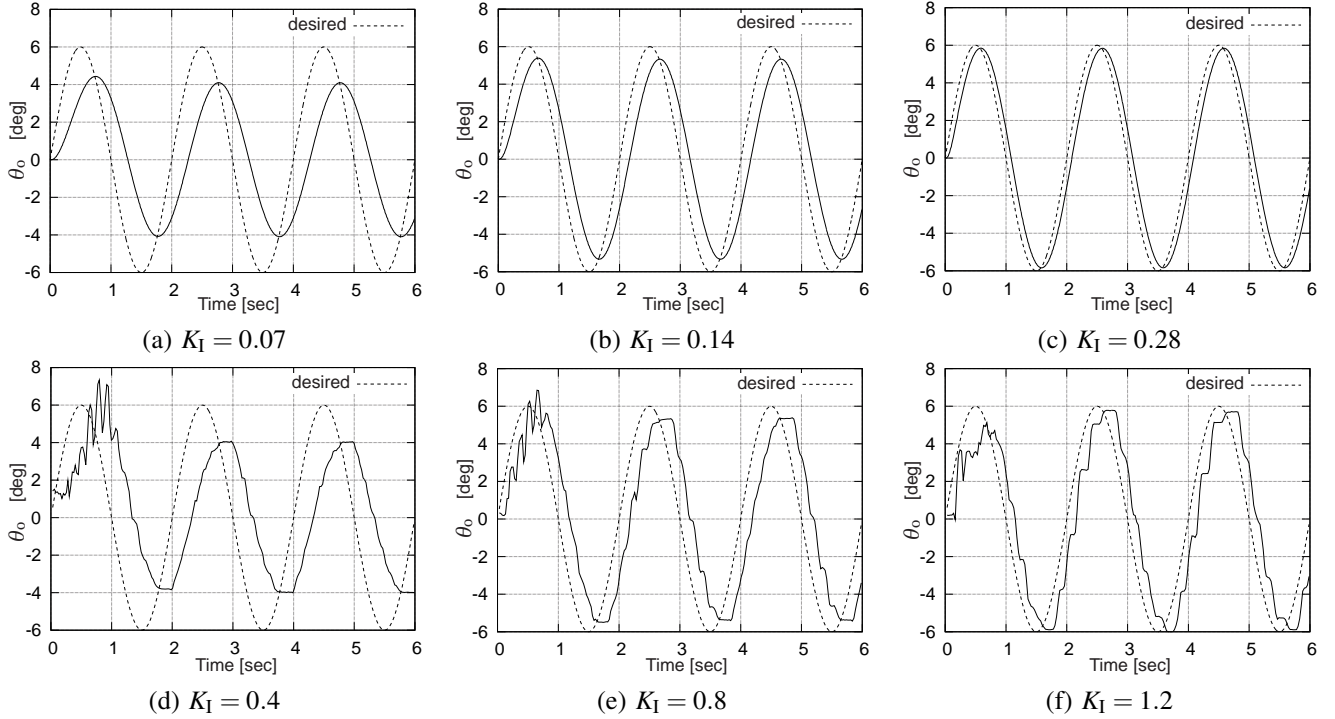 desired
8
6
4
2
0
-2
-4
-6
θo [deg]
0 1 2 3 4 5 6
Time [sec]
(a) KI = 0.07
desired
8
6
4
2
0
-2
-4
-6
θo [deg]
0 1 2 3 4 5 6
Time [sec]
(b) KI = 0.14
desired
8
6
4
2
0
-2
-4
-6
θo [deg]
0 1 2 3 4 5 6
Time [sec]
(c) KI = 0.28
desired
8
6
4
2
0
-2
-4
-6
θo [deg]
0 1 2 3 4 5 6
Time [sec]
(d) KI = 0.4
desired
8
6
4
2
0
-2
-4
-6
θo [deg]
0 1 2 3 4 5 6
Time [sec]
(e) KI = 0.8
desired
8
6
4
2
0
-2
-4
-6
θo [deg]
0 1 2 3 4 5 6
Time [sec]
(f) KI = 1.2